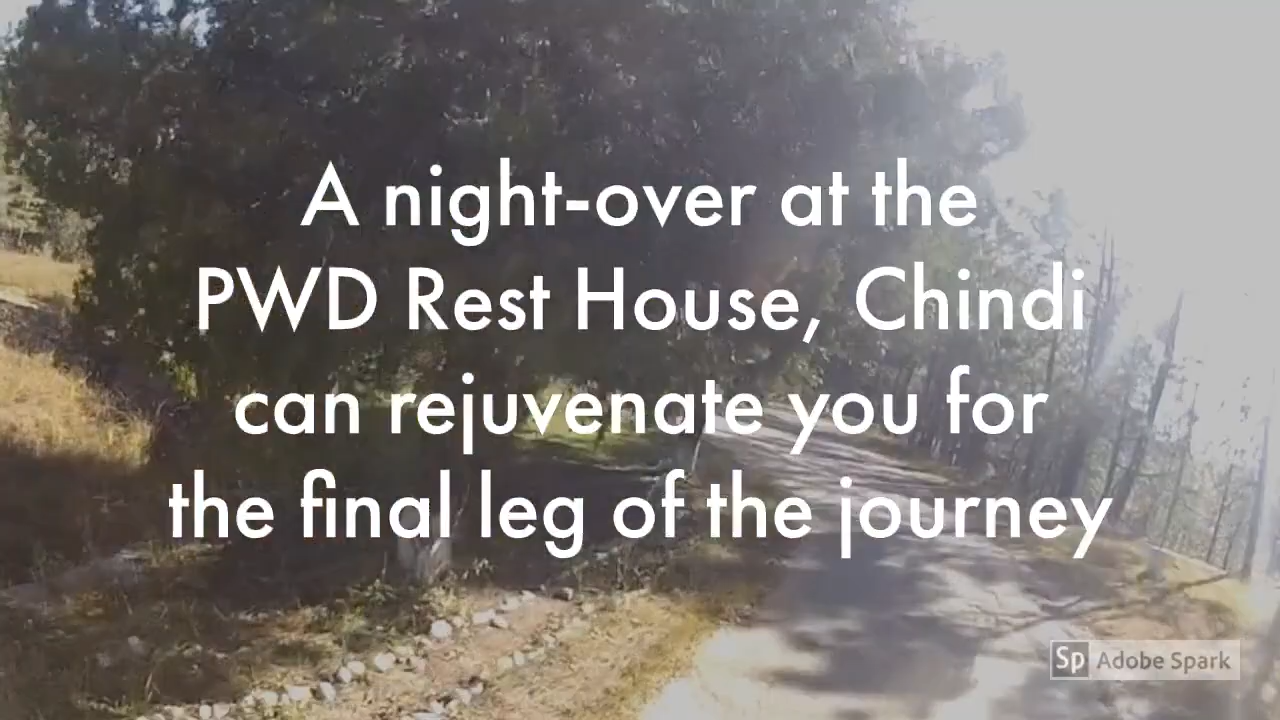 A night-over at the
PWD Rest House, Chindi
can rejuvenate you for
the final leg of the journey
Sp Adobe Spark